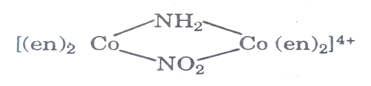 NH₂
[(en)₂ Co Co (en)₂]⁴⁺
NO₂